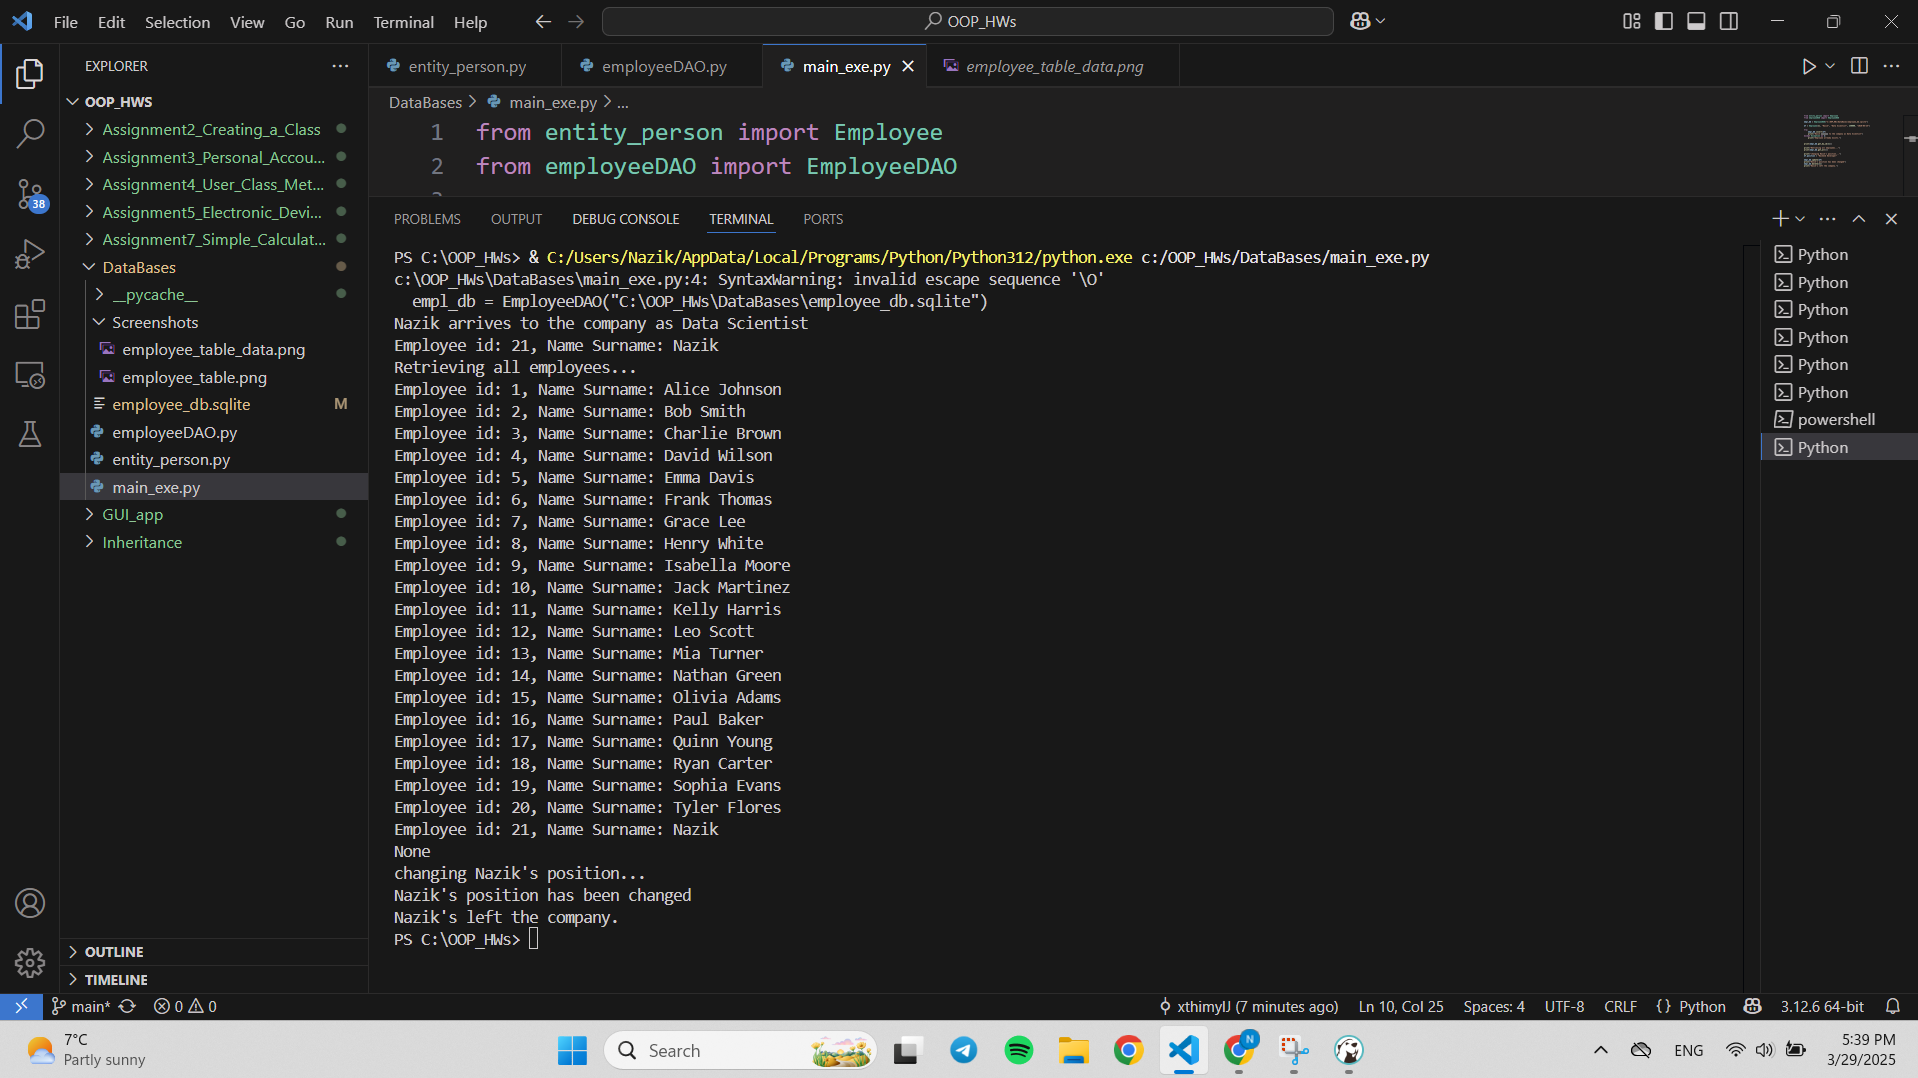 File Edit Selection View Go Run Terminal Help
OOP_HWs
EXPLORER
OOP_HWS
Assignment2_Creating_a_Class
Assignment3_Personal_Accou...
Assignment4_User_Class_Met...
Assignment5_Electronic_Devi...
Assignment7_Simple_Calculat...
DataBases
__pycache__
Screenshots
employee_table_data.png
employee_table.png
employee_db.sqlite M
employeeDAO.py
entity_person.py
main_exe.py
GUI_app
Inheritance
OUTLINE
TIMELINE
38
entity_person.py employeeDAO.py main_exe.py employee_table_data.png
DataBases > main_exe.py > ...
1 from entity_person import Employee
2 from employeeDAO import EmployeeDAO
PROBLEMS OUTPUT DEBUG CONSOLE TERMINAL PORTS
PS C:\OOP_HWs> & C:/Users/Nazik/AppData/Local/Programs/Python/Python312/python.exe c:/OOP_HWs/DataBases/main_exe.py
c:\OOP_HWs\DataBases\main_exe.py:4: SyntaxWarning: invalid escape sequence '\O'
empl_db = EmployeeDAO("C:\OOP_HWs\DataBases\employee_db.sqlite")
Nazik arrives to the company as Data Scientist
Employee id: 21, Name Surname: Nazik
Retrieving all employees...
Employee id: 1, Name Surname: Alice Johnson
Employee id: 2, Name Surname: Bob Smith
Employee id: 3, Name Surname: Charlie Brown
Employee id: 4, Name Surname: David Wilson
Employee id: 5, Name Surname: Emma Davis
Employee id: 6, Name Surname: Frank Thomas
Employee id: 7, Name Surname: Grace Lee
Employee id: 8, Name Surname: Henry White
Employee id: 9, Name Surname: Isabella Moore
Employee id: 10, Name Surname: Jack Martinez
Employee id: 11, Name Surname: Kelly Harris
Employee id: 12, Name Surname: Leo Scott
Employee id: 13, Name Surname: Mia Turner
Employee id: 14, Name Surname: Nathan Green
Employee id: 15, Name Surname: Olivia Adams
Employee id: 16, Name Surname: Paul Baker
Employee id: 17, Name Surname: Quinn Young
Employee id: 18, Name Surname: Ryan Carter
Employee id: 19, Name Surname: Sophia Evans
Employee id: 20, Name Surname: Tyler Flores
Employee id: 21, Name Surname: Nazik
None
changing Nazik's position...
Nazik's position has been changed
Nazik's left the company.
PS C:\OOP_HWs>
Python
Python
Python
Python
Python
Python
powershell
Python
main* 0 0 xthimylJ (7 minutes ago) Ln 10, Col 25 Spaces: 4 UTF-8 CRLF {} Python 3.12.6 64-bit
7°C
Partly sunny
Search
N
ENG
5:39 PM
3/29/2025